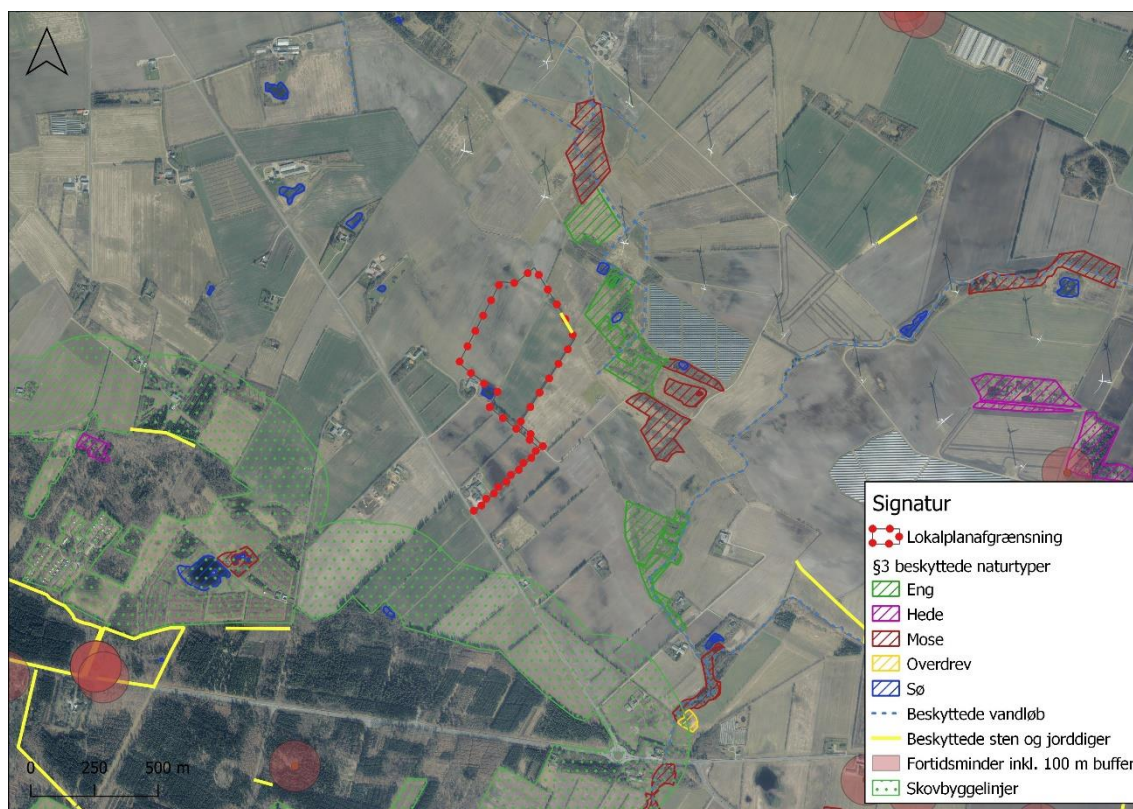 Signatur
Lokalplanafgrænsning
§3 beskyttede naturtyper
Eng
Hede
Mose
Overdrev
Sø
Beskyttede vandløb
Beskyttede sten og jorddiger
Fortidsminder inkl. 100 m buffer
Skovbyggelinjer
0 250 500 m